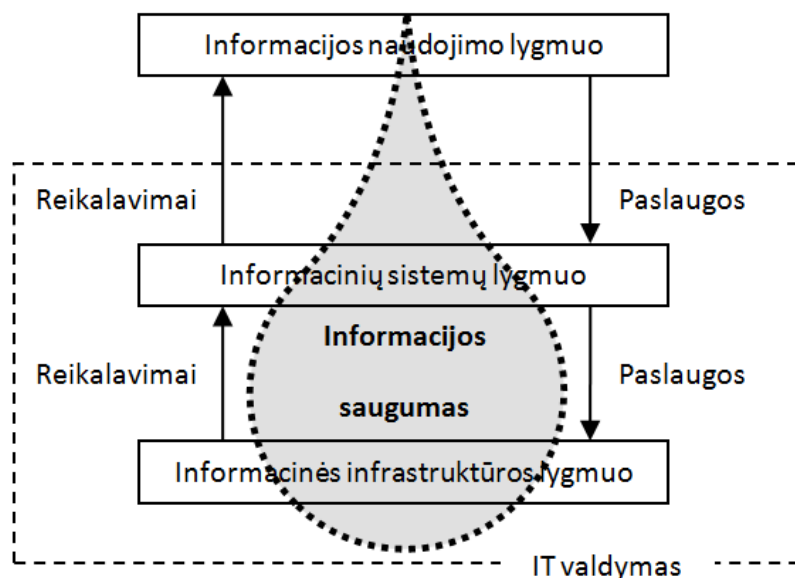 Informacijos naudojimo lygmuo
Reikalavimai
Paslaugos
Informacinių sistemų lygmuo
Informacijos
saugumas
Reikalavimai
Paslaugos
Informacinės infrastruktūros lygmuo
IT valdymas